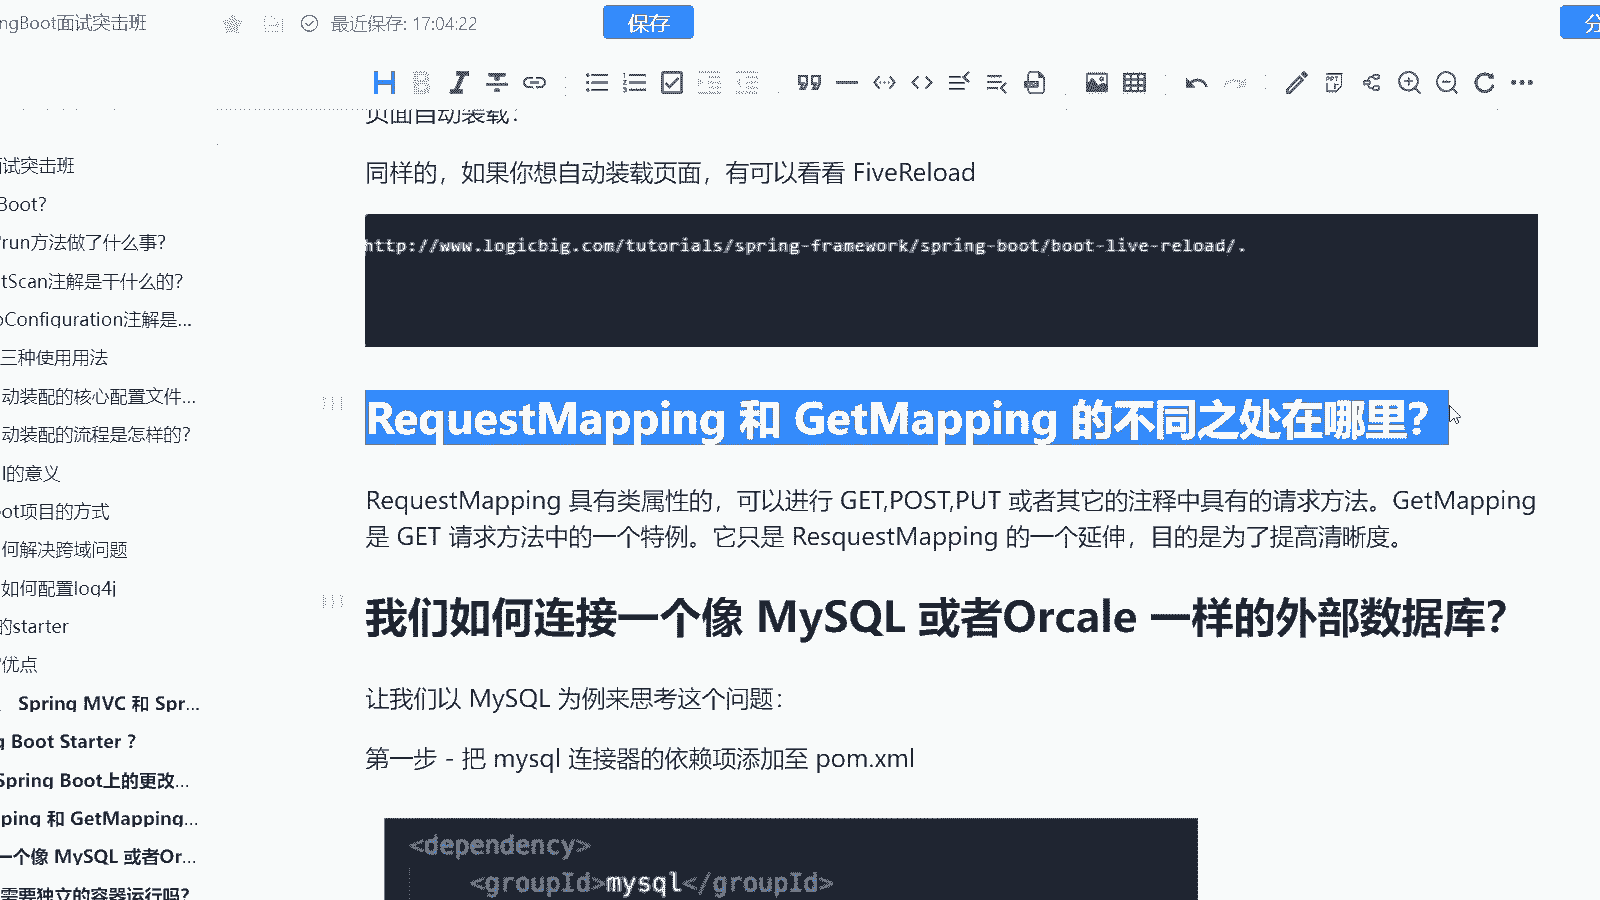 ngBoot面试突击班
最近保存: 17:04:22
保存
分
页面自动装载：
面试突击班
同样的，如果你想自动装载页面，有可以看看 FiveReload
Boot?
run方法做了什么事?
http://www.logicbig.com/tutorials/spring-framework/spring-boot/boot-live-reload/.
tScan注解是干什么的?
oConfiguration注解是...
三种使用用法
动装配的核心配置文件...
RequestMapping 和 GetMapping 的不同之处在哪里?
动装配的流程是怎样的?
l的意义
RequestMapping 具有类属性的，可以进行 GET,POST,PUT 或者其它的注释中具有的请求方法。GetMapping
ot项目的方式
是 GET 请求方法中的一个特例。它只是 ResquestMapping 的一个延伸，目的是为了提高清晰度。
何解决跨域问题
如何配置log4j
我们如何连接一个像 MySQL 或者Orcale 一样的外部数据库?
的starter
优点
让我们以 MySQL 为例来思考这个问题：
Spring MVC 和 Spr...
g Boot Starter ?
第一步 - 把 mysql 连接器的依赖项添加至 pom.xml
Spring Boot上的更改...
ping 和 GetMapping...
<dependency>
一个像 MySQL 或者Or...
<groupId>mysql</groupId>
需要独立的容器运行吗?